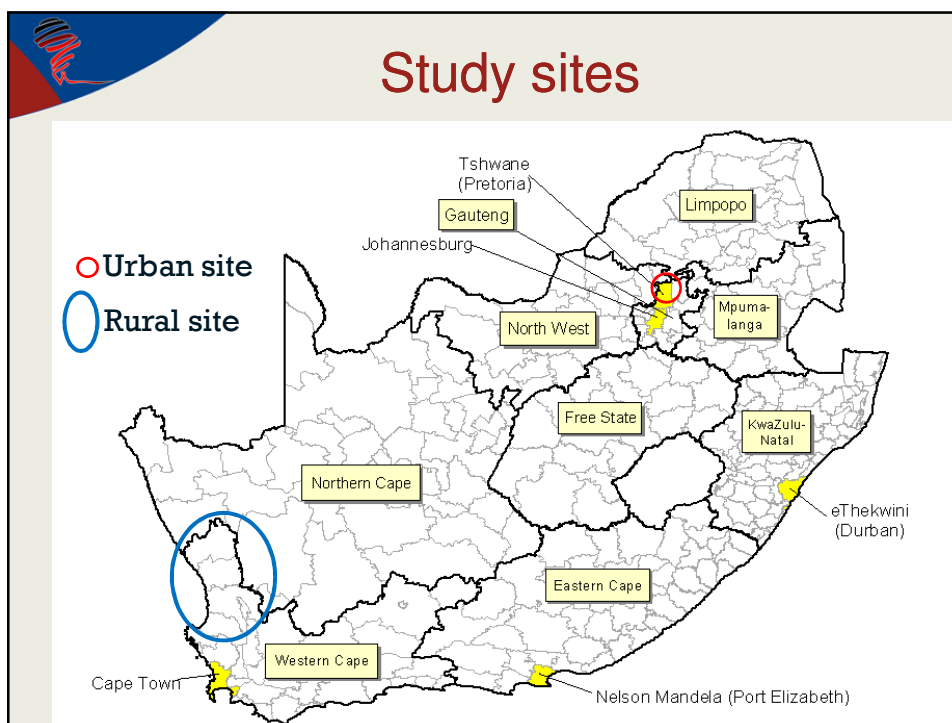 Study sites
Tshwane
(Pretoria)
Gauteng
Johannesburg
Limpopo
Urban site
Rural site
North West
Mpuma-
langa
Free State
KwaZulu-
Natal
Northern Cape
eThekwini
(Durban)
Eastern Cape
Western Cape
Cape Town
Nelson Mandela (Port Elizabeth)